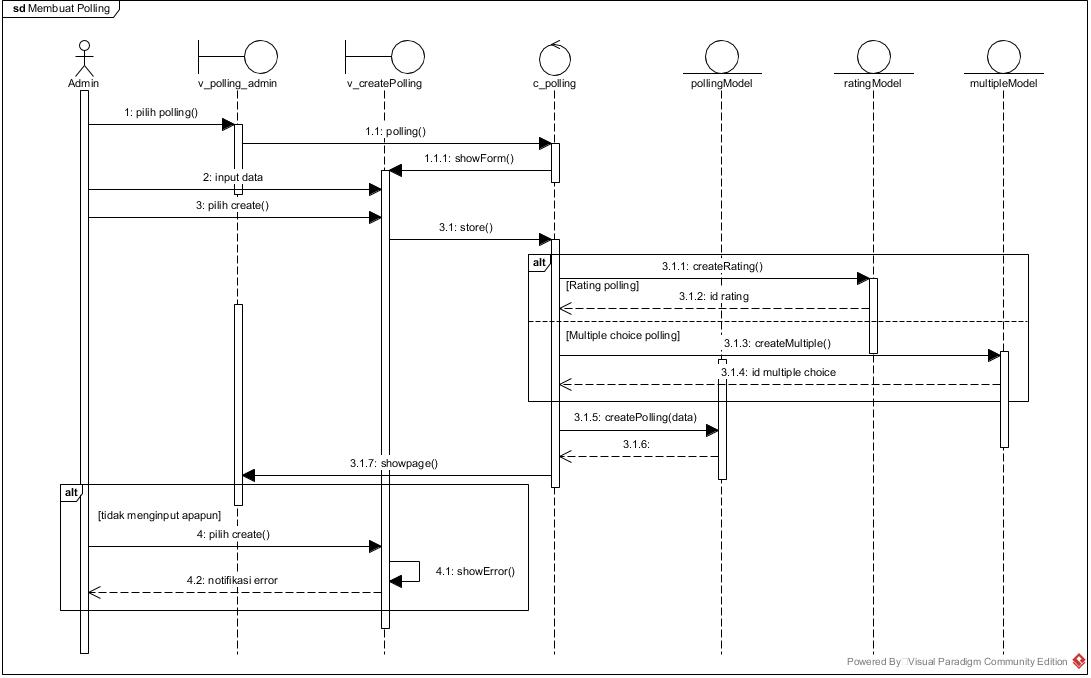 sd Membuat Polling
Admin
v_polling_admin
v_createPolling
c_polling
pollingModel
ratingModel
multipleModel
1: pilih polling()
1.1: polling()
1.1.1: showForm()
2: input data
3: pilih create()
3.1: store()
alt
3.1.1: createRating()
[Rating polling]
3.1.2: id rating
[Multiple choice polling]
3.1.3: createMultiple()
3.1.4: id multiple choice
3.1.5: createPolling(data)
3.1.6:
3.1.7: showpage()
alt
[tidak menginput apapun]
4: pilih create()
4.1: showError()
4.2: notifikasi error
Powered By Visual Paradigm Community Edition